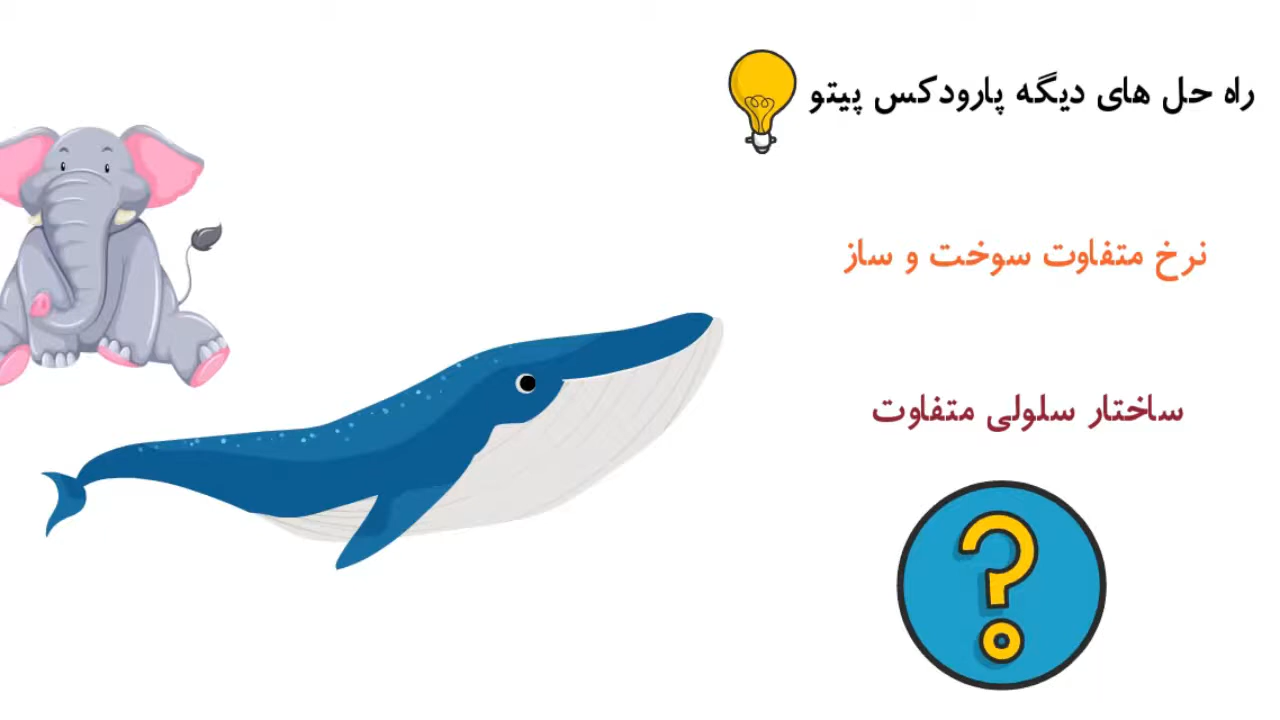 راه حل های دیگه پارودکس پیتو
نرخ متفاوت سوخت و ساز
ساختار سلولی متفاوت